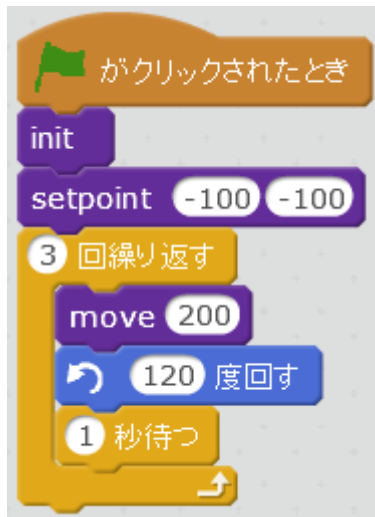 がクリックされたとき
init
setpoint -100 -100
3 回繰り返す
move 200
120 度回す
1 秒待つ